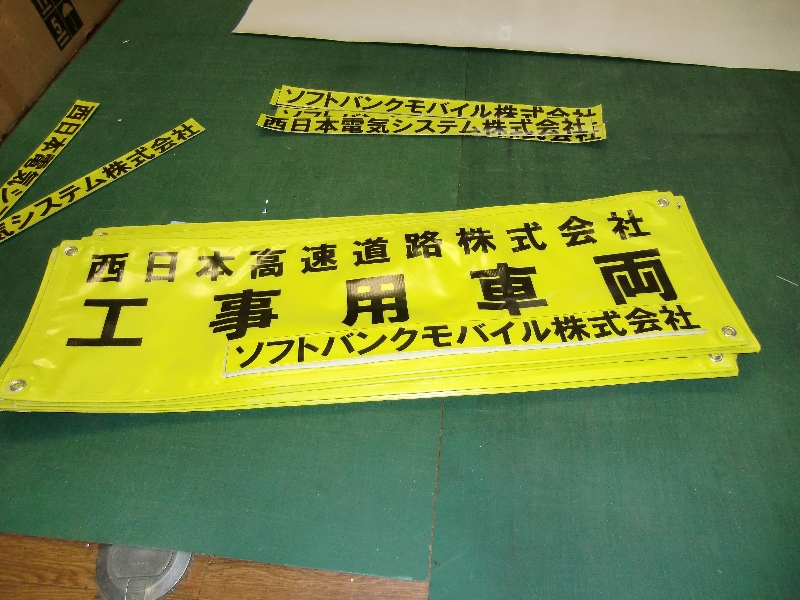 ソフトバンクモバイル株式会社
西日本電気システム株式会社
西日本電気シ
システム株式会社
西日本高速道路株式会社
工事用車両
ソフトバンクモバイル株式会社